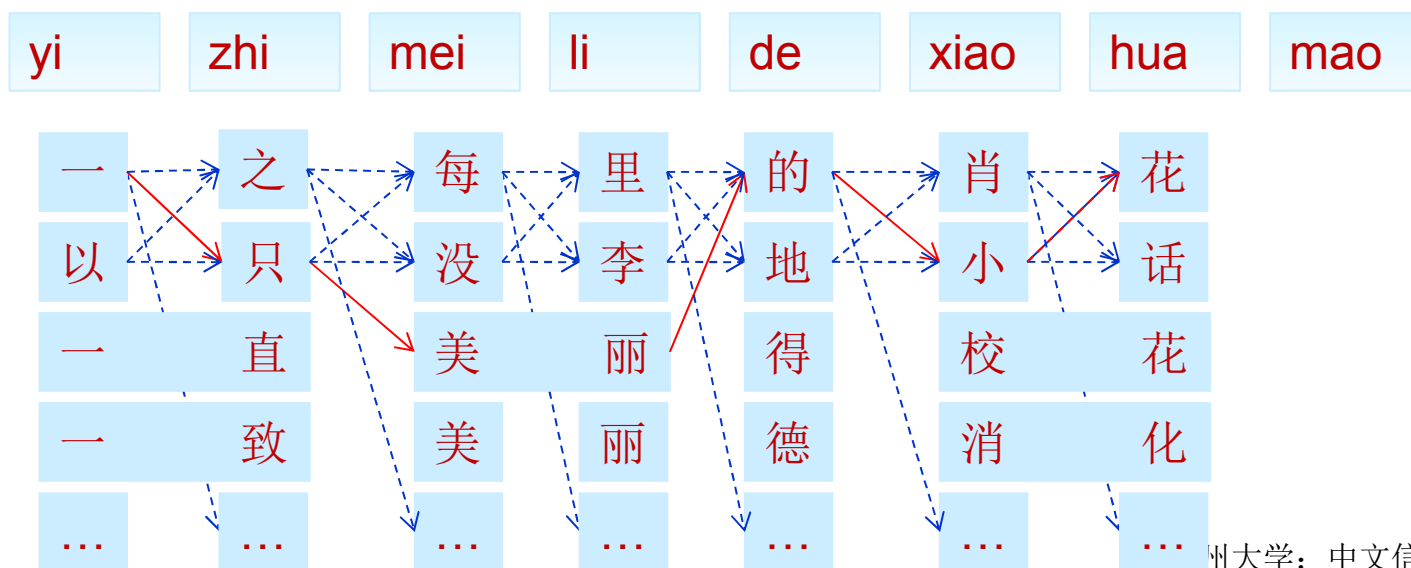 yi zhi mei li de xiao hua mao
一 之 每 里 的 肖 花
以 只 没 李 地 小 话
一 直 美 丽 得 校 花
一 致 美 丽 德 消 化
… … … … … … …
州大学：中文信